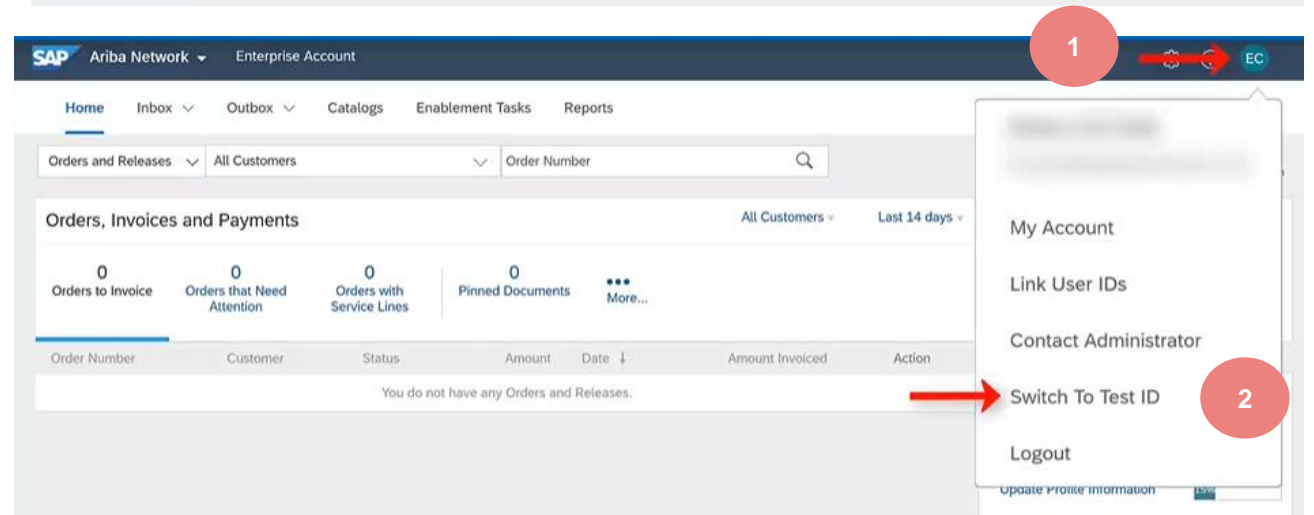 SAP Ariba Network Enterprise Account 1 EC
Home Inbox Outbox Catalogs Enablement Tasks Reports
Orders and Releases All Customers Order Number
Orders, Invoices and Payments All Customers Last 14 days
0 Orders to Invoice
0 Orders that Need Attention
0 Orders with Service Lines
0 Pinned Documents
More...
Order Number Customer Status Amount Date ↓ Amount Invoiced Action
You do not have any Orders and Releases.
My Account
Link User IDs
Contact Administrator
Switch To Test ID 2
Logout
Update Profile Information